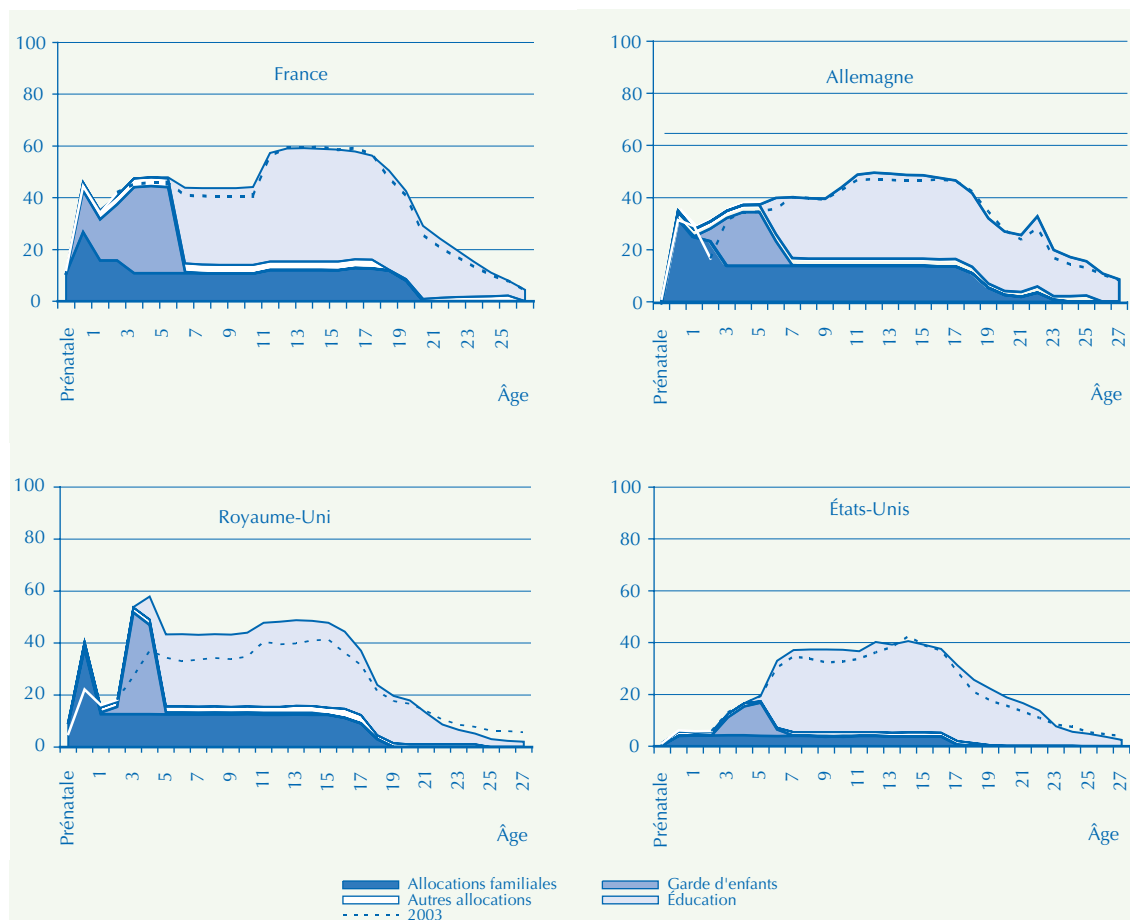 France
100
80
60
40
20
0
Prénatale 1 3 5 7 9 11 13 15 17 19 21 23 25
Âge
Allemagne
100
80
60
40
20
0
Prénatale 1 3 5 7 9 11 13 15 17 19 21 23 25 27
Âge
Royaume-Uni
100
80
60
40
20
0
Prénatale 1 3 5 7 9 11 13 15 17 19 21 23 25 27
Âge
États-Unis
100
80
60
40
20
0
Prénatale 1 3 5 7 9 11 13 15 17 19 21 23 25 27
Âge
Allocations familiales
Autres allocations
2003
Garde d'enfants
Éducation